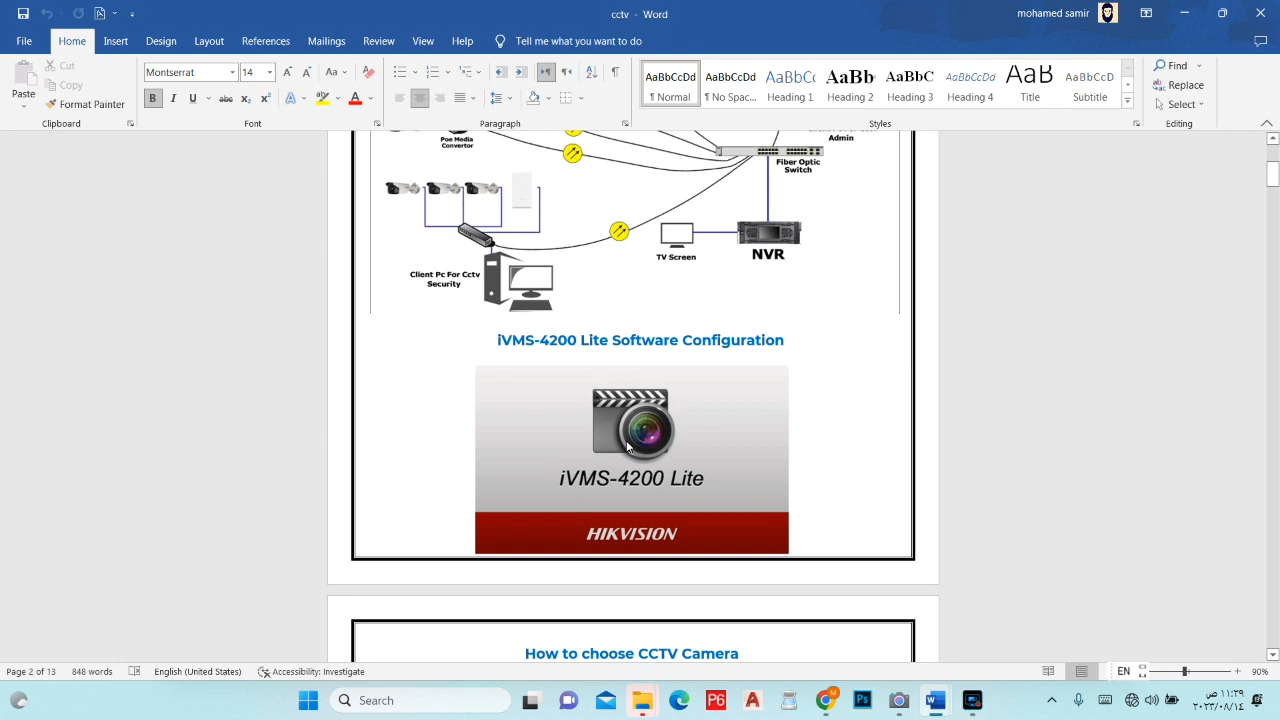 cctv - Word
mohamed samir
File Home Insert Design Layout References Mailings Review View Help Tell me what you want to do
Paste
Cut
Copy
Format Painter
Clipboard
Montserrat 14
Font
Paragraph
AaBbCcDd AaBbCcDd AaBbCc AaBb AaBbC AaBbCcDd AaB AaBbCcD
¶ Normal ¶ No Spac... Heading 1 Heading 2 Heading 3 Heading 4 Title Subtitle
Styles
Find
Replace
Select
Editing
Poe Media
Convertor
Admin
Fiber Optic
Switch
TV Screen
NVR
Client Pc For Cctv
Security
iVMS-4200 Lite Software Configuration
iVMS-4200 Lite
HIKVISION
How to choose CCTV Camera
Page 2 of 13 848 words English (United States) Accessibility: Investigate
EN
90%
Search